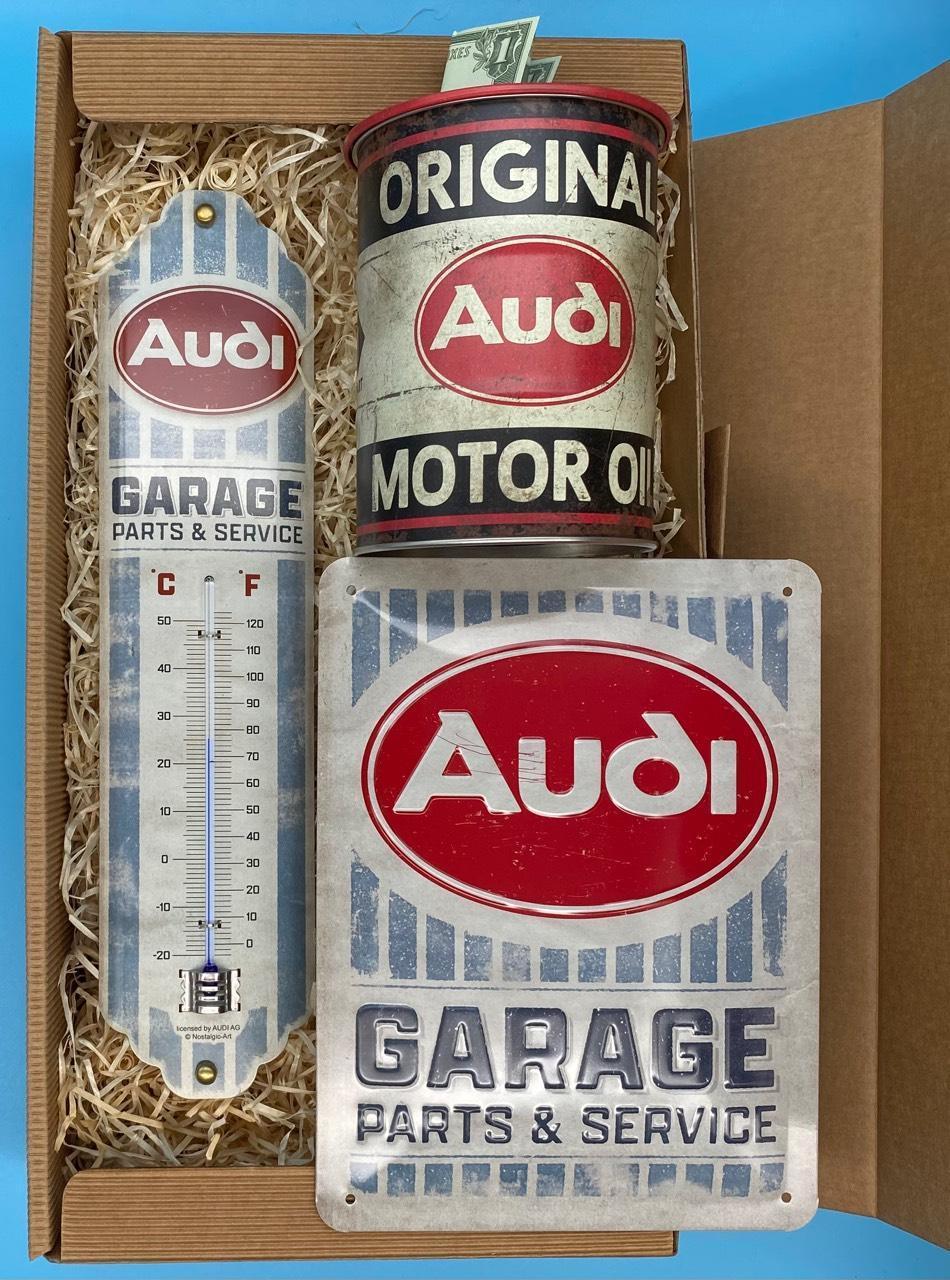 XES 1
ORIGINAL
Audi
MOTOR OIL
Audi
GARAGE
PARTS & SERVICE
°C °F
50 120
110
40 100
90
30 80
70
20 60
50
10 40
0 30
20
-10 10
0
-20
licensed by AUDI AG
© Nostalgic-Art
Audi
GARAGE
PARTS & SERVICE